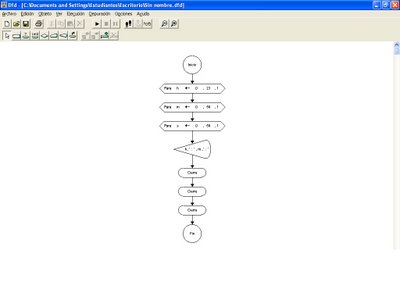 Dfd - [C:\Documents and Settings\Estudiantes\Escritorio\Sin nombre.dfd]
Archivo Edición Objeto Ver Ejecución Depuración Opciones Ayuda
Inicio
Para h ← 0 , 23 ,1
Para m ← 0 , 59 ,1
Para s ← 0 , 59 ,1
Cierre
Cierre
Cierre
Fin